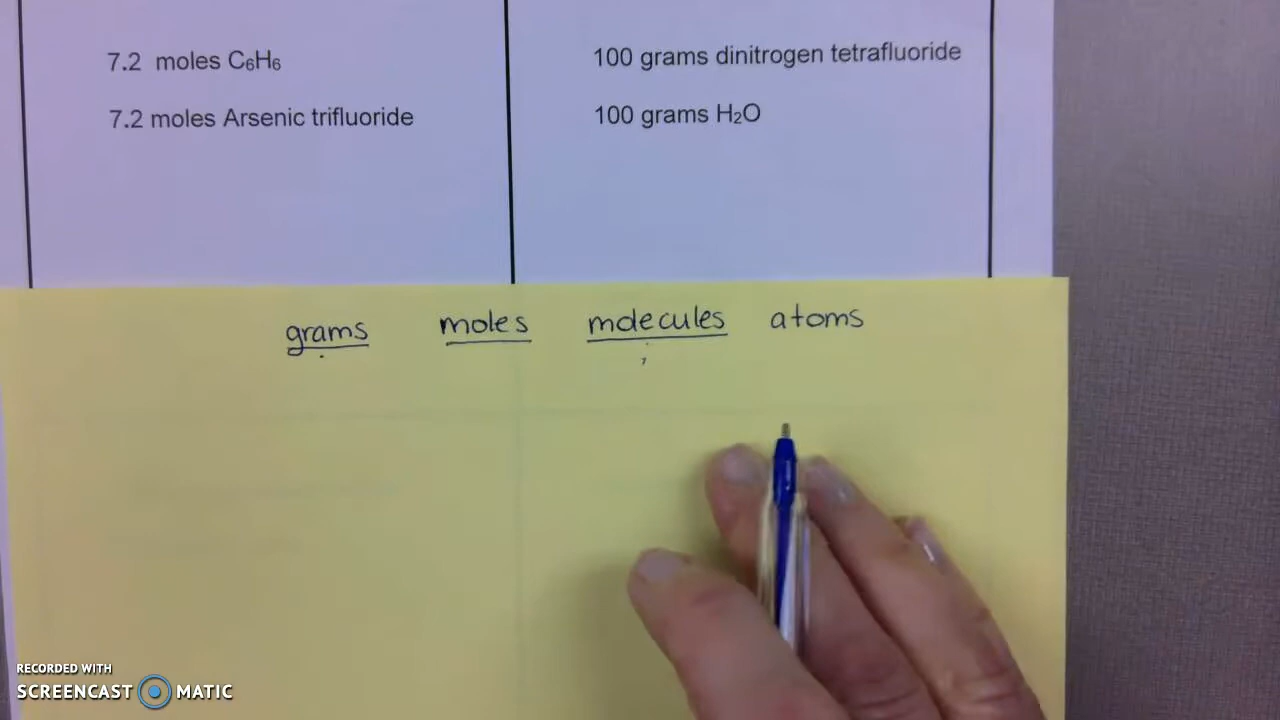 7.2 moles C₆H₆
100 grams dinitrogen tetrafluoride
7.2 moles Arsenic trifluoride
100 grams H₂O
grams moles molecules atoms
RECORDED WITH
SCREENCAST MATIC